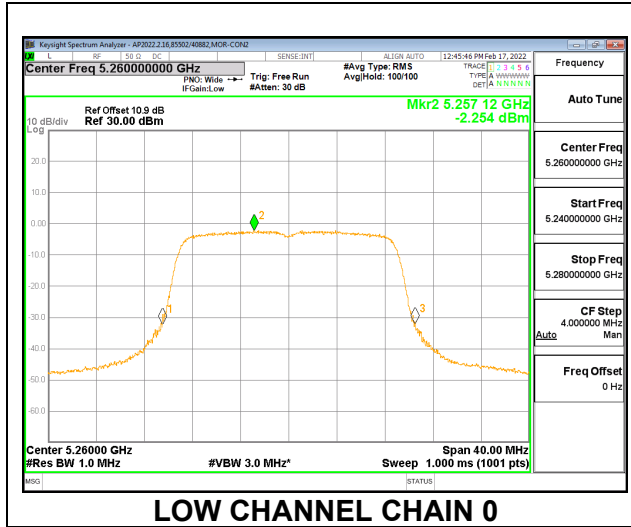 Keysight Spectrum Analyzer - AP2022.2.16,85502/40882,MOR-CON2
LXI L RF 50 Ω DC SENSE:INT ALIGN AUTO 12:45:46 PM Feb 17, 2022
Center Freq 5.260000000 GHz
PNO: Wide
IFGain:Low
Trig: Free Run
#Atten: 30 dB
#Avg Type: RMS
Avg|Hold: 100/100
TRACE 1 2 3 4 5 6
TYPE A WWWWW
DET A N N N N N
Frequency
Mkr2 5.257 12 GHz
-2.254 dBm
Ref Offset 10.9 dB
Ref 30.00 dBm
10 dB/div
Log
20.0
10.0
0.00
-10.0
-20.0
-30.0
-40.0
-50.0
-60.0
2
1
3
Center 5.26000 GHz
#Res BW 1.0 MHz
#VBW 3.0 MHz*
Span 40.00 MHz
Sweep 1.000 ms (1001 pts)
Auto Tune
Center Freq
5.260000000 GHz
Start Freq
5.240000000 GHz
Stop Freq
5.280000000 GHz
CF Step
4.000000 MHz
Auto Man
Freq Offset
0 Hz
MSG STATUS
LOW CHANNEL CHAIN 0